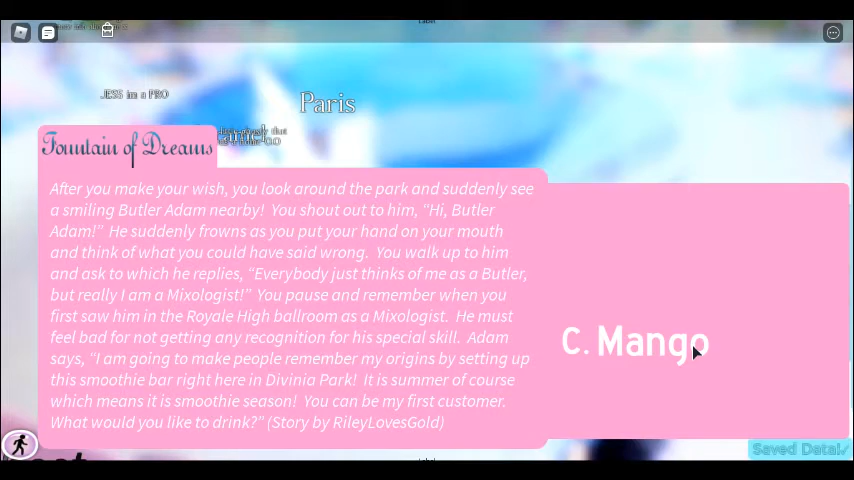 Label
JESS im a PRO
Paris
Fountain of Dreams
After you make your wish, you look around the park and suddenly see
a smiling Butler Adam nearby! You shout out to him, “Hi, Butler
Adam!” He suddenly frowns as you put your hand on your mouth
and think of what you could have said wrong. You walk up to him
and ask to which he replies, “Everybody just thinks of me as a Butler,
but really I am a Mixologist!” You pause and remember when you
first saw him in the Royale High ballroom as a Mixologist. He must
feel bad for not getting any recognition for his special skill. Adam
says, “I am going to make people remember my origins by setting up
this smoothie bar right here in Divinia Park! It is summer of course
which means it is smoothie season! You can be my first customer.
What would you like to drink?" (Story by RileyLovesGold)
C. Mango
Saved Data!✓
Label